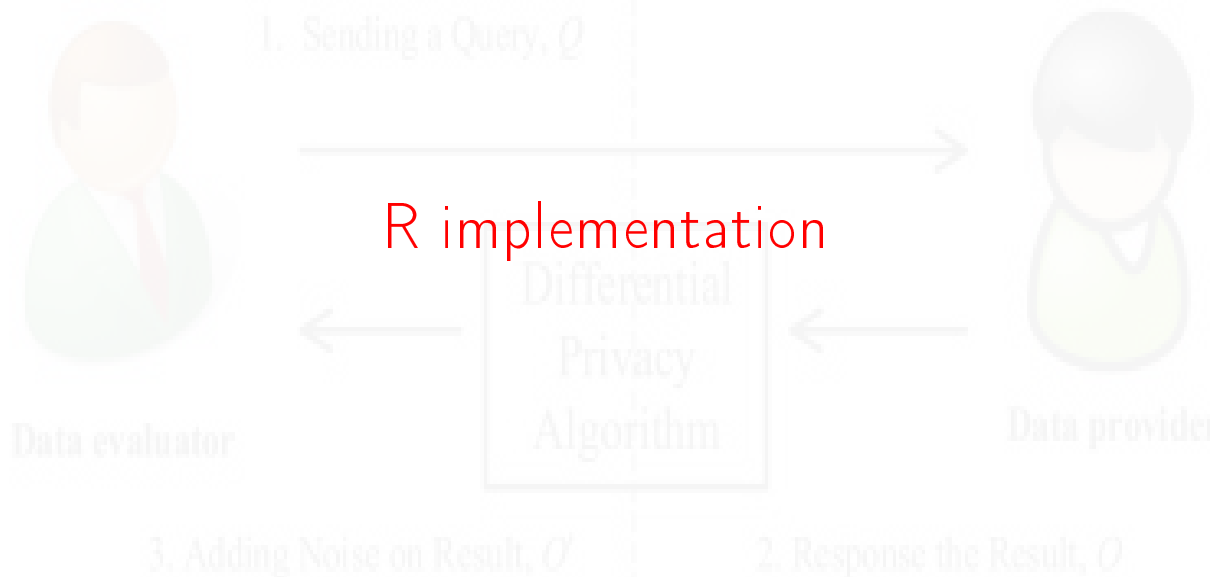 1. Sending a Query, Q
R implementation
Differential
Privacy
Algorithm
Data evaluator
Data provider
3. Adding Noise on Result, O'
2. Response the Result, O